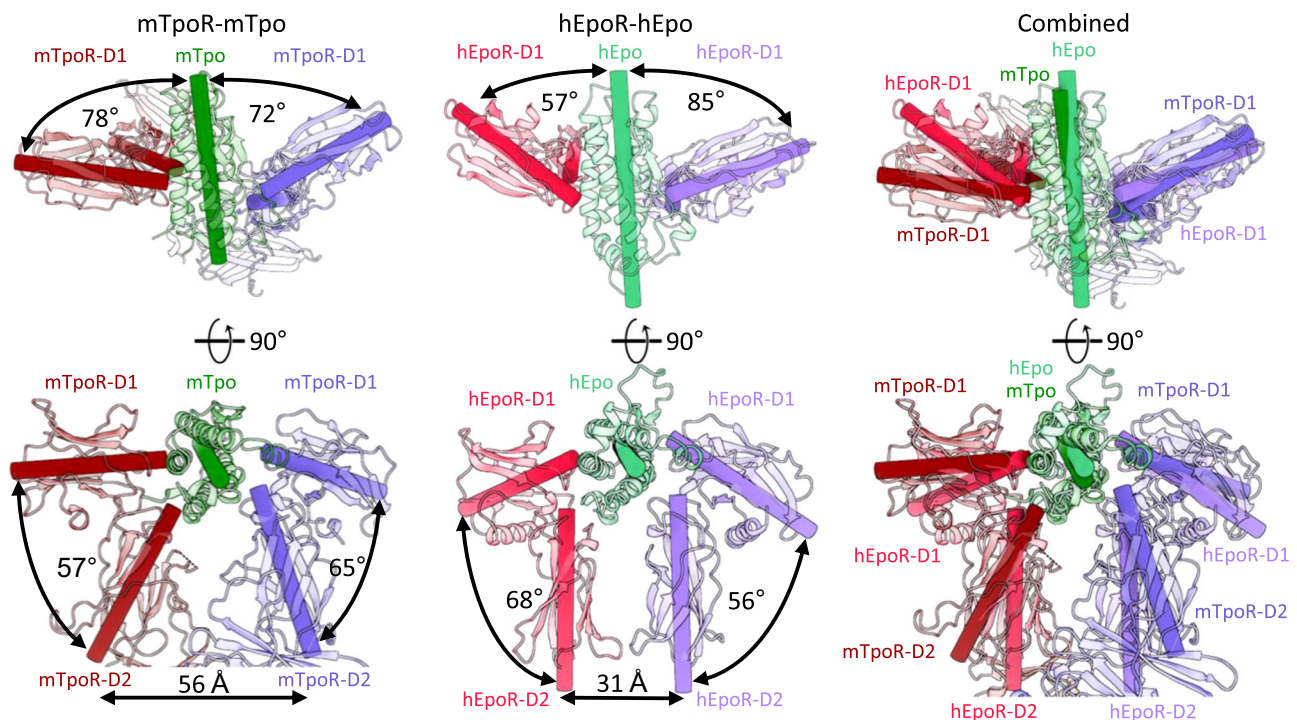 mTpoR-mTpo
hEpoR-hEpo
Combined
mTpoR-D1
mTpo
mTpoR-D1
78°
72°
hEpoR-D1
hEpo
hEpoR-D1
57°
85°
hEpo
mTpo
hEpoR-D1
mTpoR-D1
mTpoR-D1
hEpoR-D1
90°
90°
90°
mTpoR-D1
mTpo
mTpoR-D1
57°
65°
mTpoR-D2
56 Å
mTpoR-D2
hEpoR-D1
hEpo
hEpoR-D1
68°
56°
hEpoR-D2
31 Å
hEpoR-D2
mTpoR-D1
hEpo
mTpo
mTpoR-D1
hEpoR-D1
hEpoR-D1
mTpoR-D2
mTpoR-D2
hEpoR-D2
hEpoR-D2